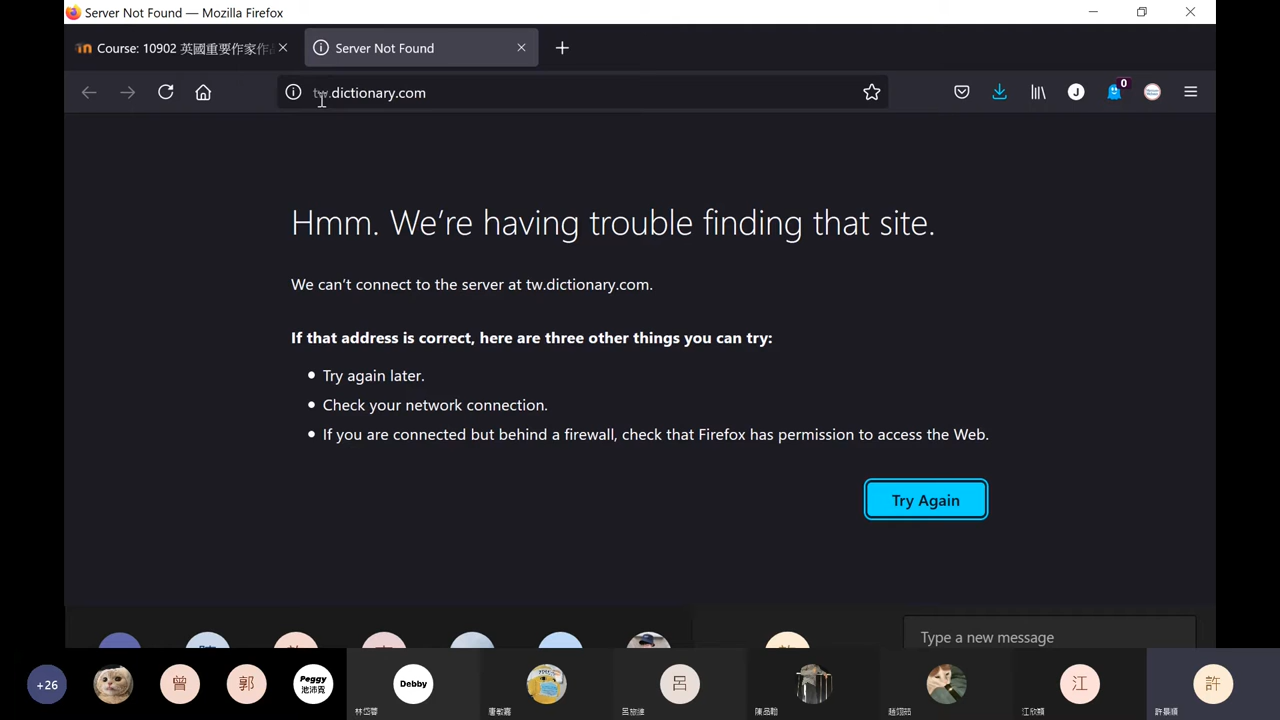 Server Not Found — Mozilla Firefox
Course: 10902 英國重要作家作
Server Not Found
tw.dictionary.com
J
0
Hmm. We’re having trouble finding that site.
We can’t connect to the server at tw.dictionary.com.
If that address is correct, here are three other things you can try:
Try again later.
Check your network connection.
If you are connected but behind a firewall, check that Firefox has permission to access the Web.
Try Again
Type a new message
+26
曾
郭
Peggy
池沛霓
Debby
呂
江
許